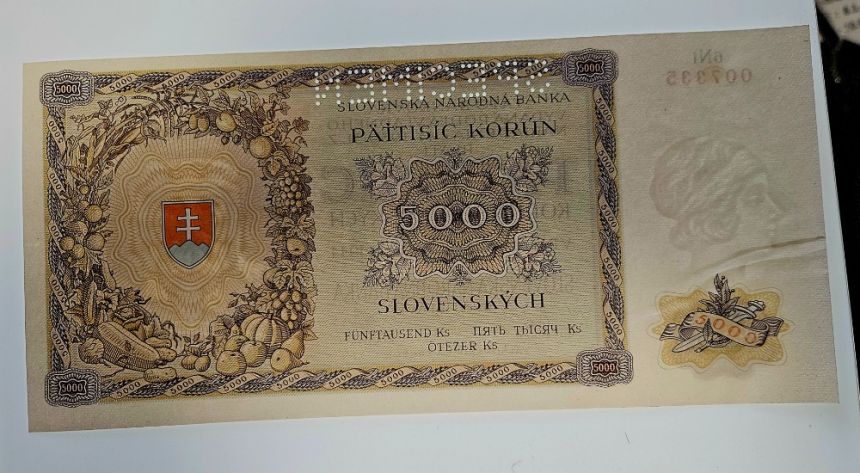 SPECIMEN
5000
5000
SLOVENSKÁ NÁRODNÁ BANKA
PÄŤTISÍC KORÚN
5000
SLOVENSKÝCH
FÜNFTAUSEND Ks ПЯТЬ ТЫСЯЧ Ks
ÖTEZER Ks
5000
5000
5000